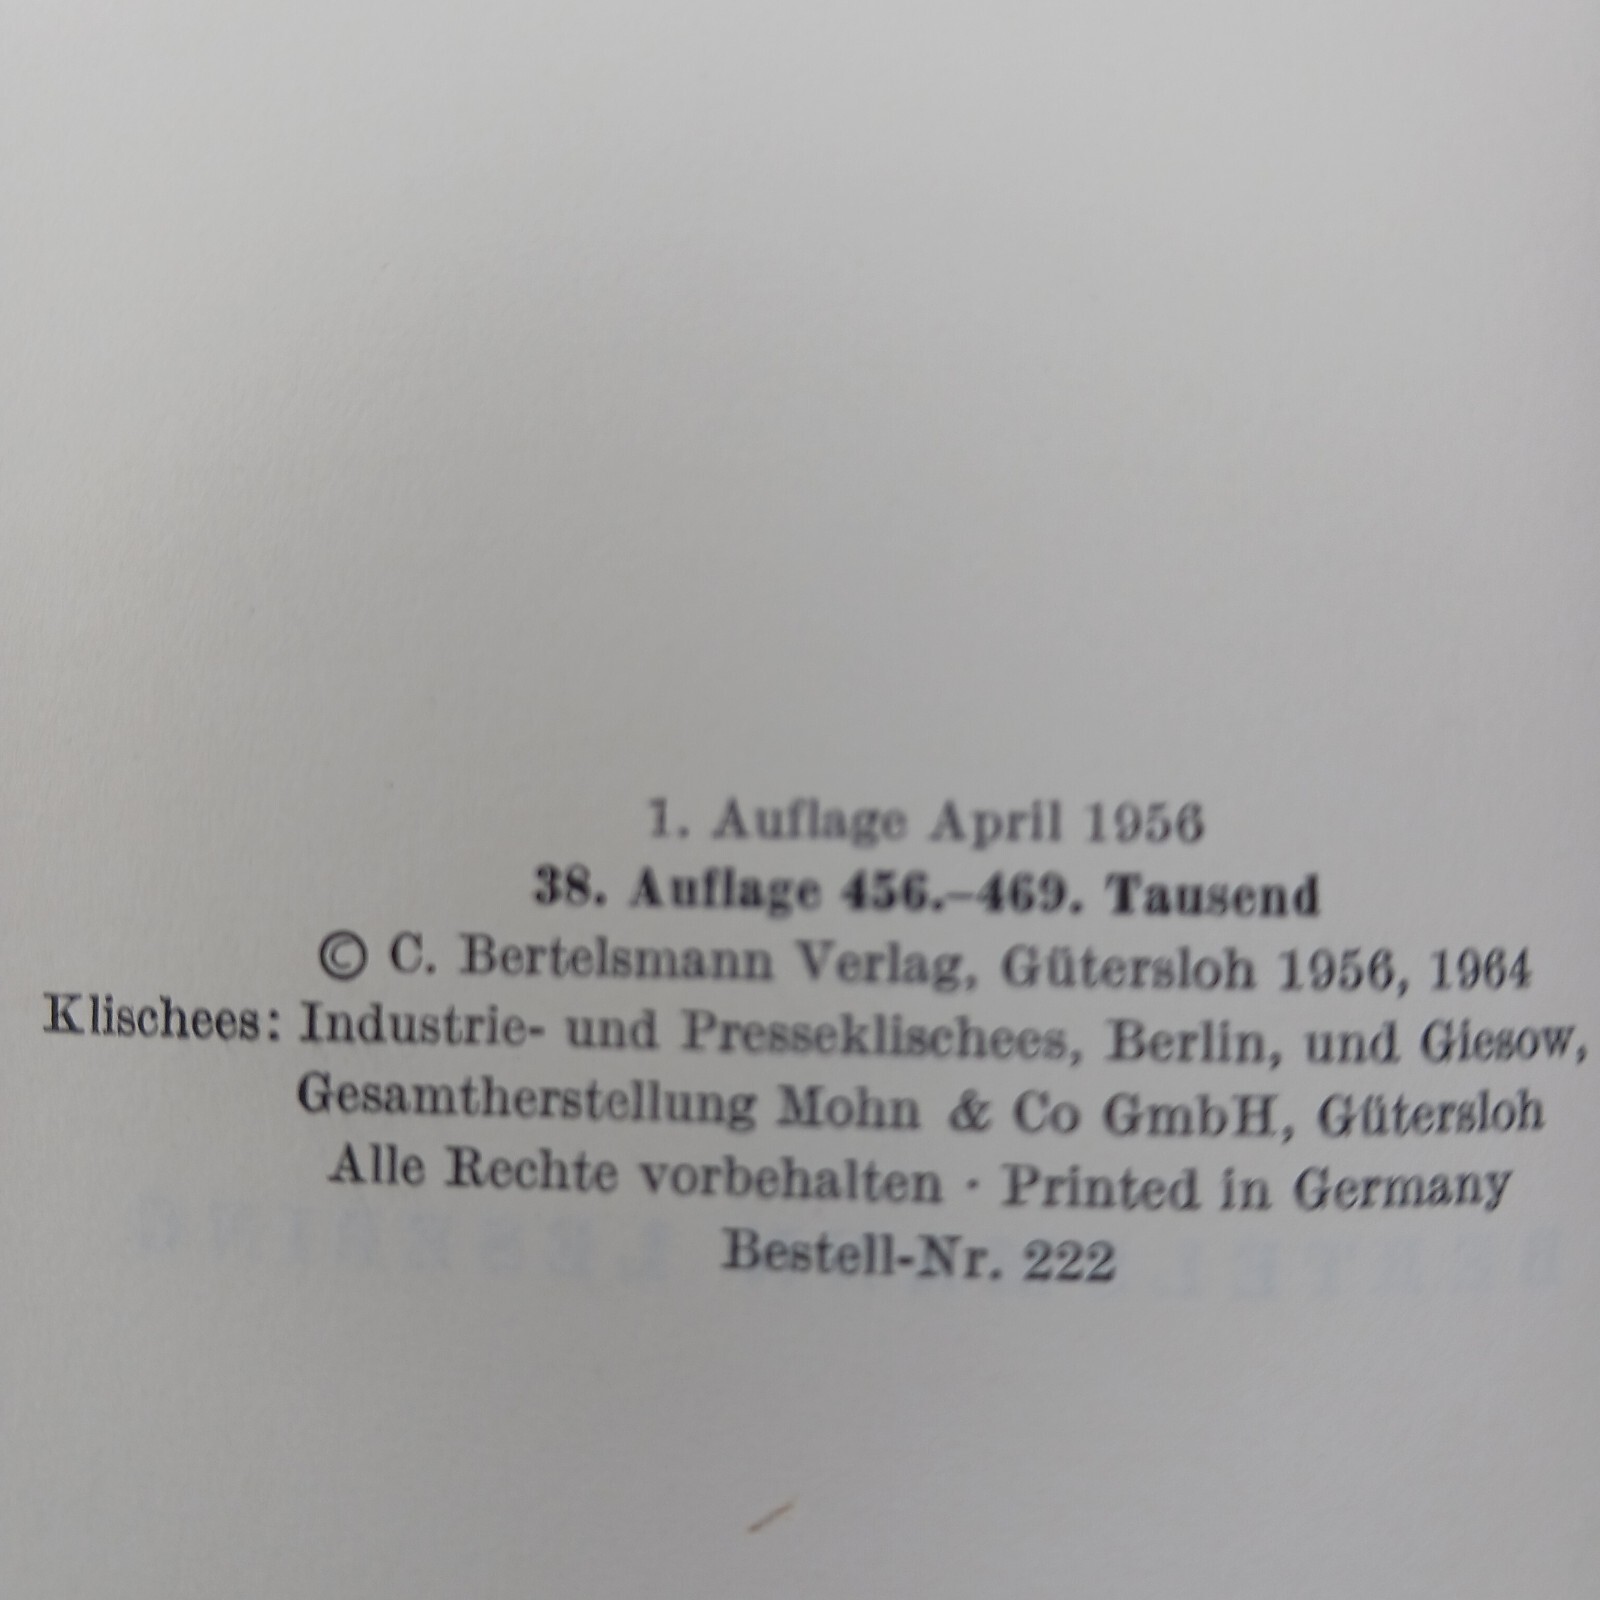 1. Auflage April 1956
38. Auflage 456.–469. Tausend
© C. Bertelsmann Verlag, Gütersloh 1956, 1964
Klischees: Industrie- und Presseklischees, Berlin, und Giesow,
Gesamtherstellung Mohn & Co GmbH, Gütersloh
Alle Rechte vorbehalten · Printed in Germany
Bestell-Nr. 222